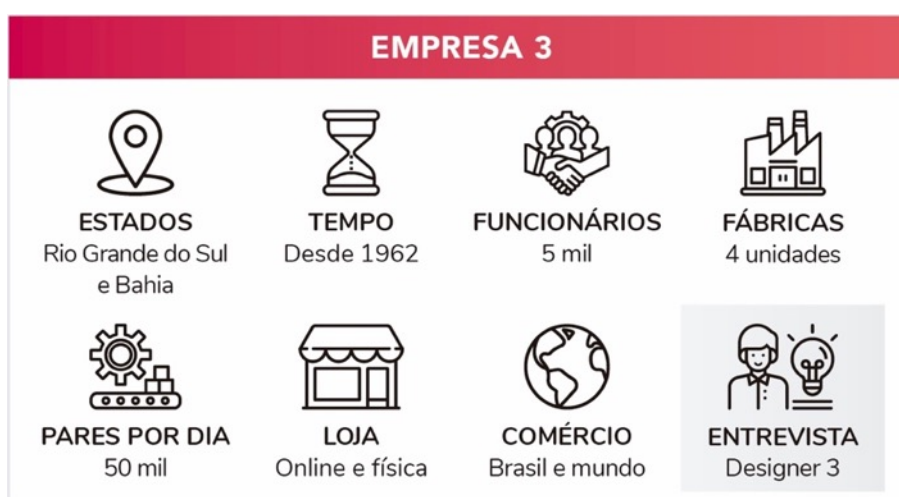 EMPRESA 3
ESTADOS
Rio Grande do Sul
e Bahia
TEMPO
Desde 1962
FUNCIONÁRIOS
5 mil
FÁBRICAS
4 unidades
PARES POR DIA
50 mil
LOJA
Online e física
COMÉRCIO
Brasil e mundo
ENTREVISTA
Designer 3